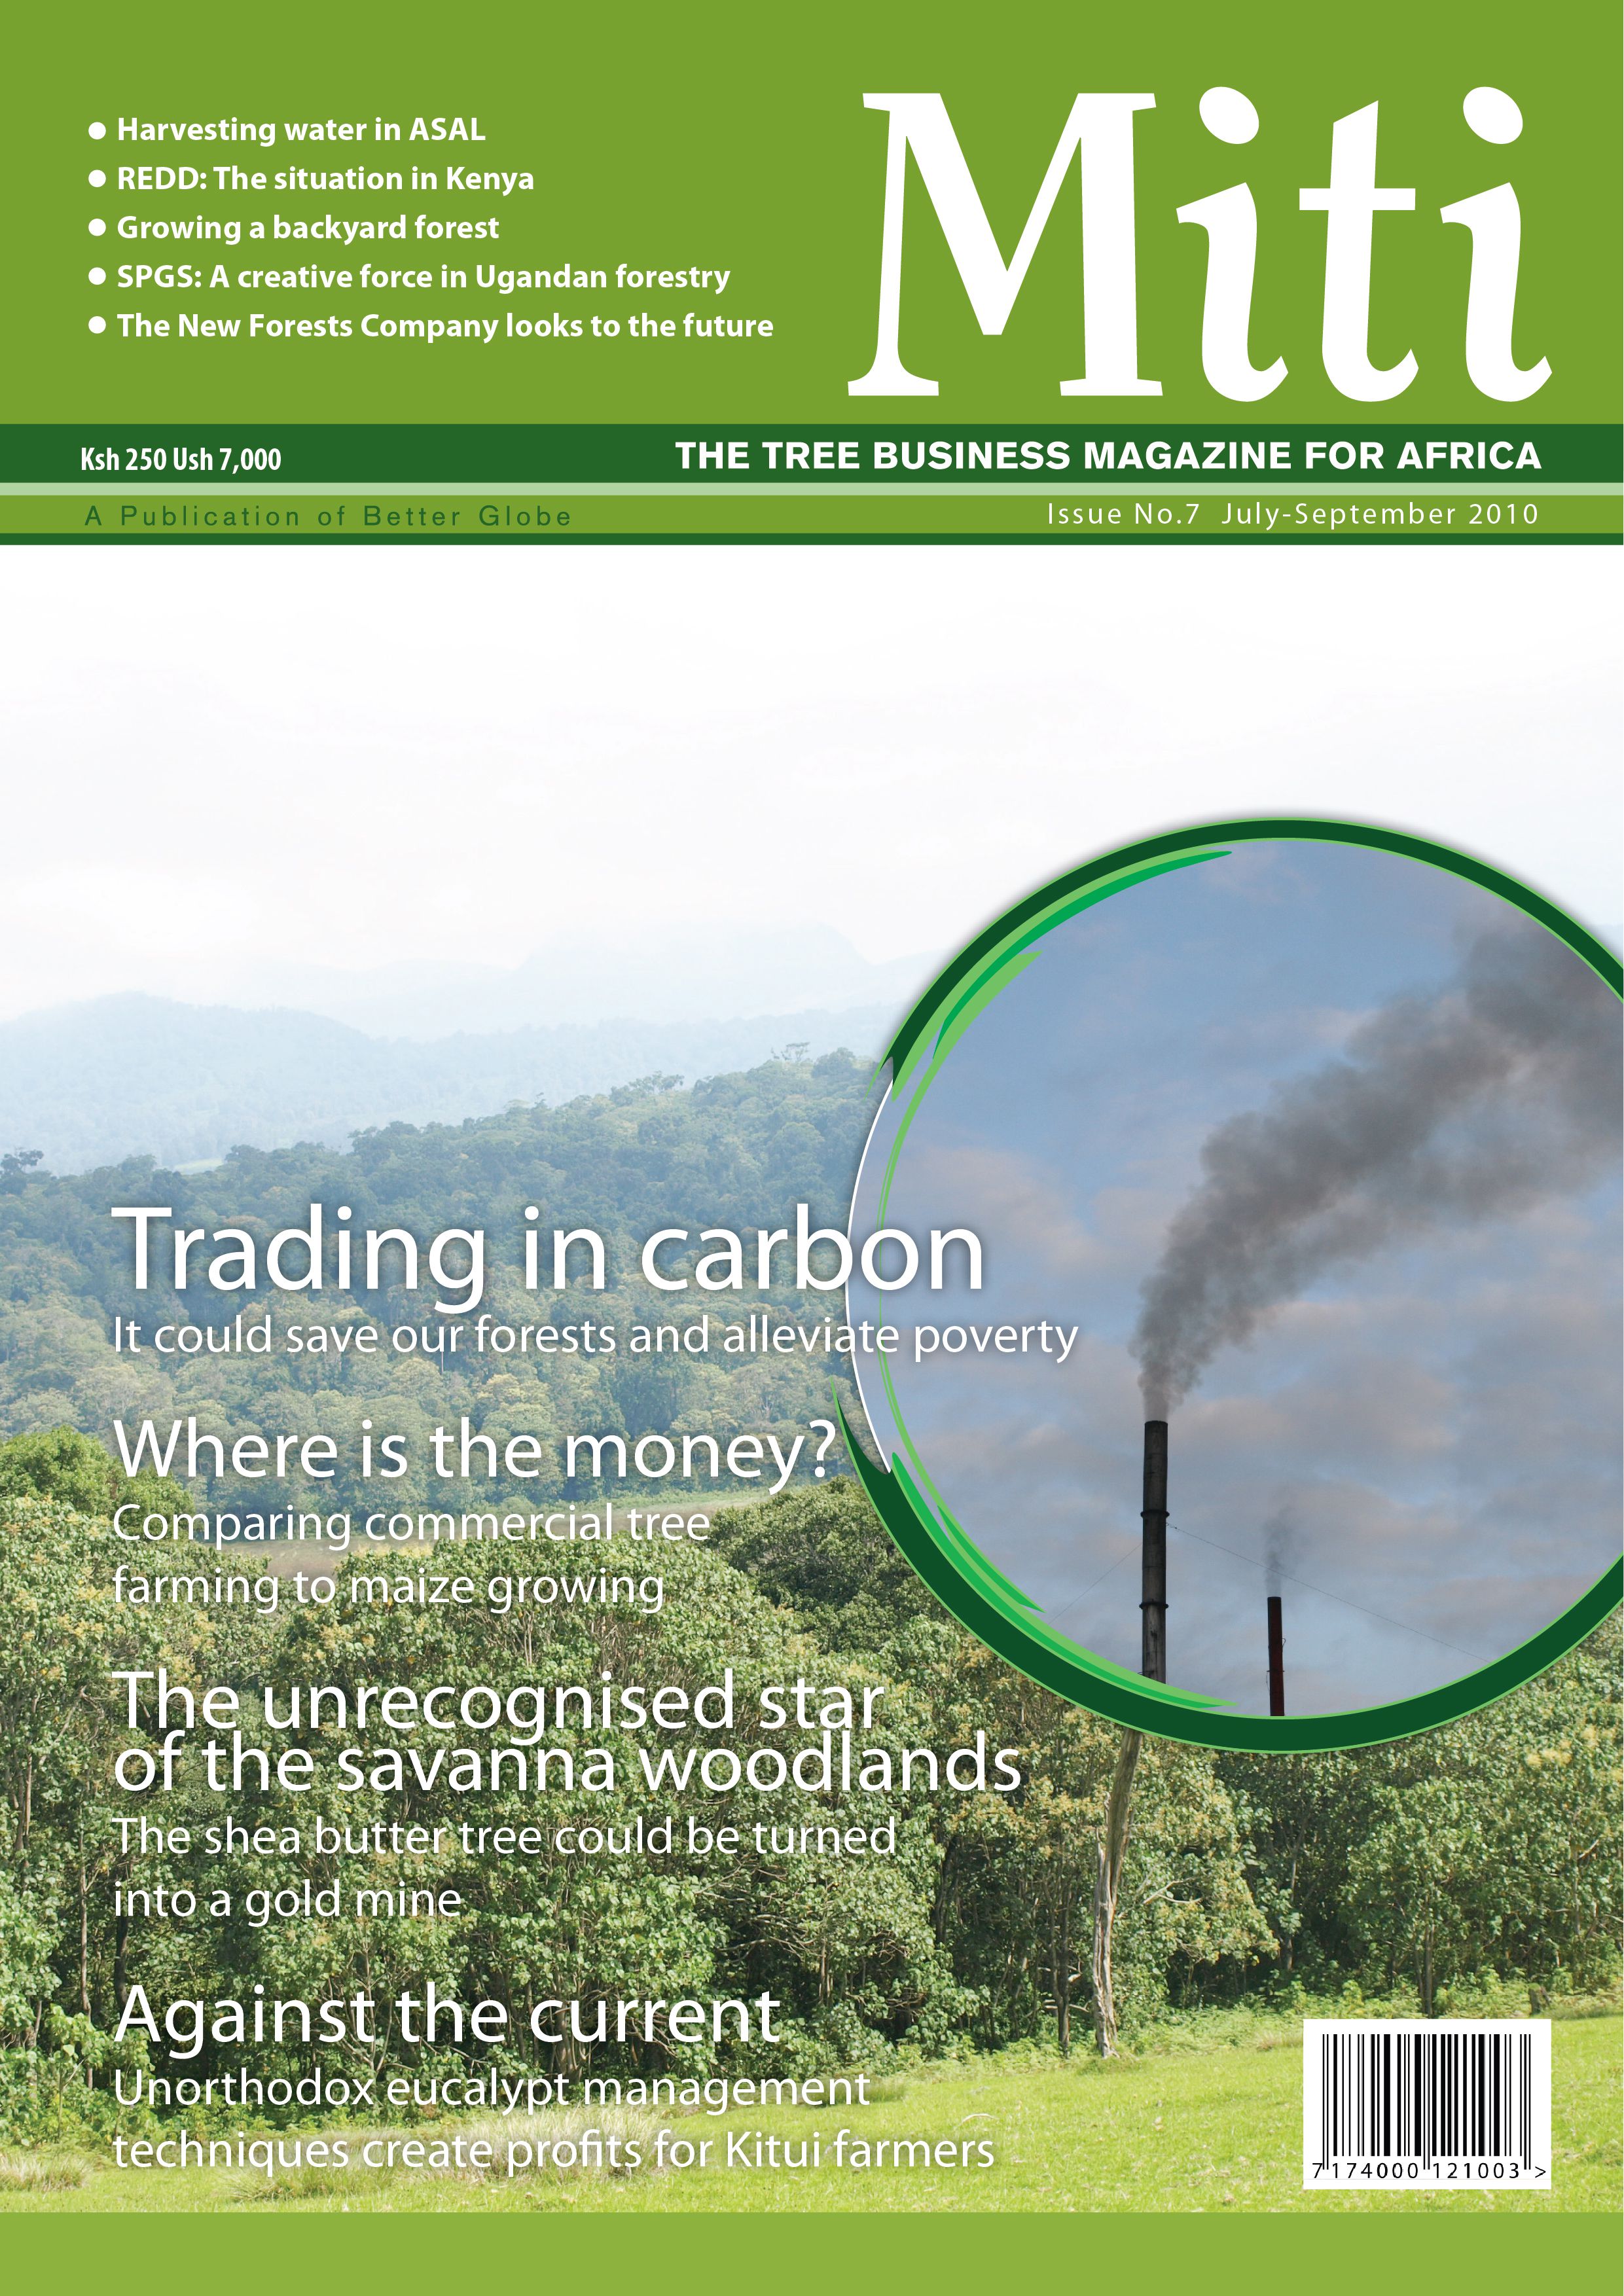 • Harvesting water in ASAL
• REDD: The situation in Kenya
• Growing a backyard forest
• SPGS: A creative force in Ugandan forestry
• The New Forests Company looks to the future
Miti
Ksh 250 Ush 7,000
THE TREE BUSINESS MAGAZINE FOR AFRICA
A Publication of Better Globe
Issue No.7 July-September 2010
Trading in carbon
It could save our forests and alleviate poverty
Where is the money?
Comparing commercial tree
farming to maize growing
The unrecognised star
of the savanna woodlands
The shea butter tree could be turned
into a gold mine
Against the current
Unorthodox eucalypt management
techniques create profits for Kitui farmers
7 174000 121003 >